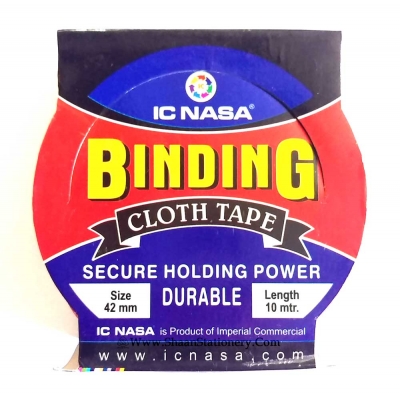 IC NASA®
BINDING
CLOTH TAPE
SECURE HOLDING POWER
Size
42 mm
DURABLE
Length
10 mtr.
IC NASA is Product of Imperial Commercial
www.ShaanStationery.Com
www.icnasa.com